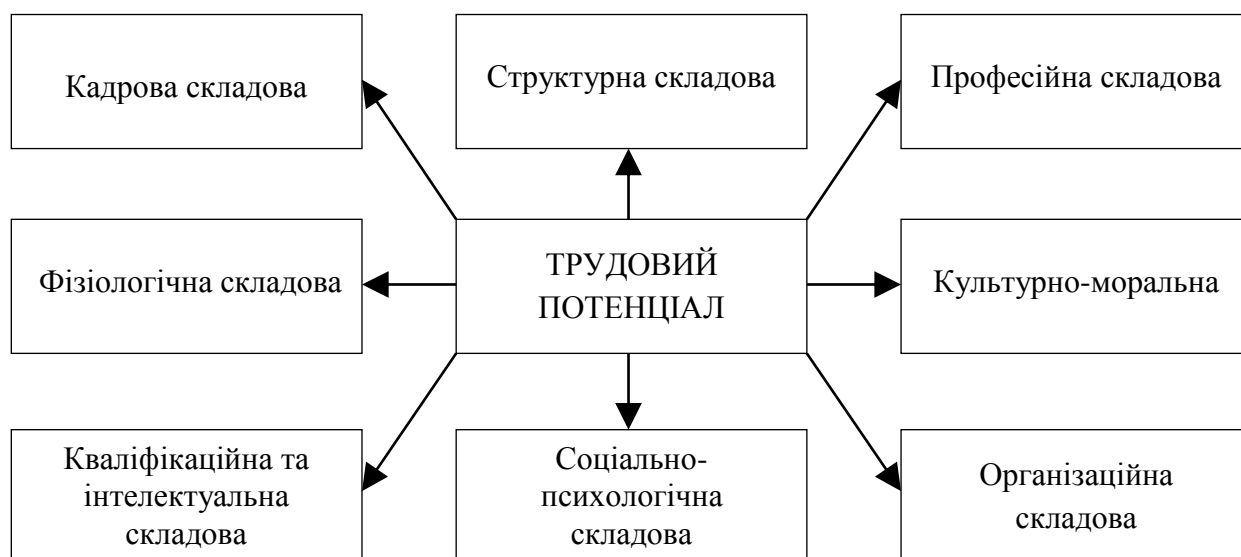 Кадрова складова
Структурна складова
Професійна складова
Фізіологічна складова
ТРУДОВИЙ
ПОТЕНЦІАЛ
Культурно-моральна
Кваліфікаційна та
інтелектуальна
складова
Соціально-
психологічна
складова
Організаційна
складова